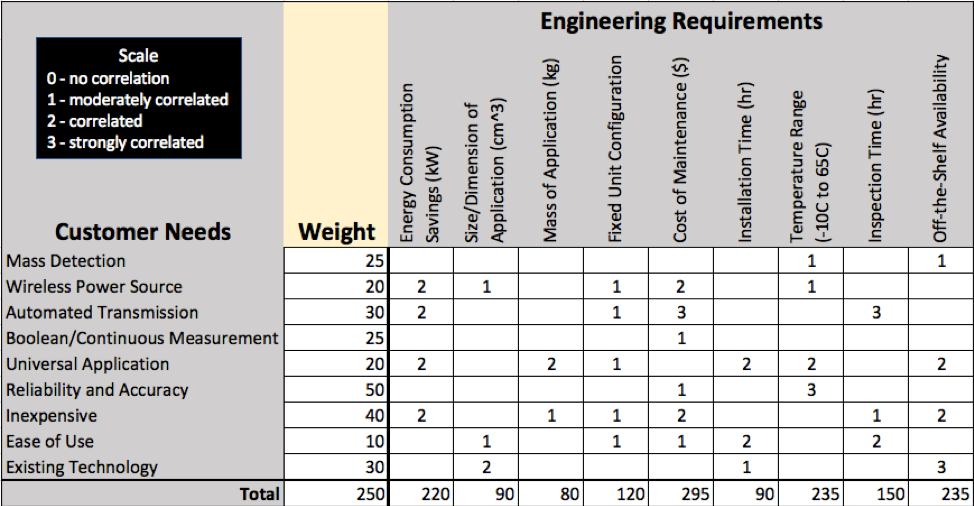 Engineering Requirements
Scale
0 - no correlation
1 - moderately correlated
2 - correlated
3 - strongly correlated
Customer Needs
Weight
Energy Consumption
Savings (kW)
Size/Dimension of
Application (cm^3)
Mass of Application (kg)
Fixed Unit Configuration
Cost of Maintenance ($)
Installation Time (hr)
Temperature Range
(-10C to 65C)
Inspection Time (hr)
Off-the-Shelf Availability
Mass Detection 25 1 1
Wireless Power Source 20 2 1 1 2 1
Automated Transmission 30 2 1 3 3
Boolean/Continuous Measurement 25 1
Universal Application 20 2 2 1 2 2 2
Reliability and Accuracy 50 1 3
Inexpensive 40 2 1 1 2 1 2
Ease of Use 10 1 1 1 2 2
Existing Technology 30 2 1 3
Total 250 220 90 80 120 295 90 235 150 235